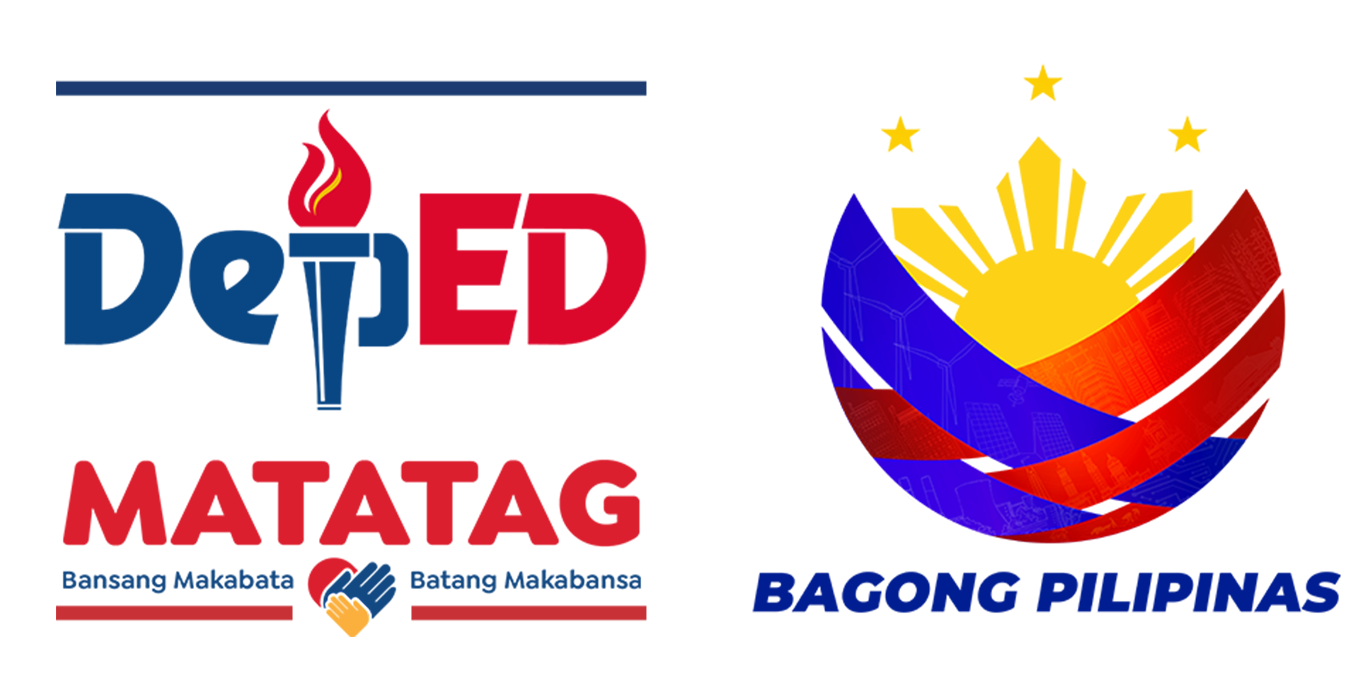 DepED
MATATAG
Bansang Makabata Batang Makabansa
BAGONG PILIPINAS